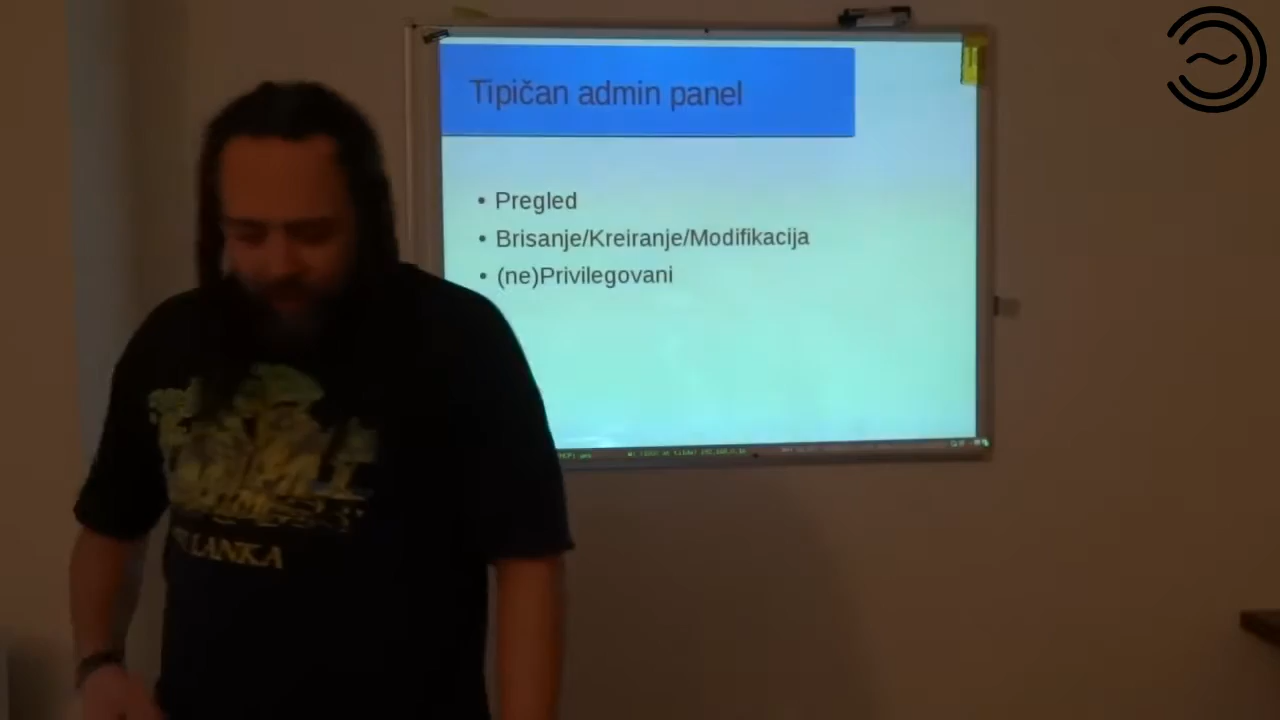 Tipičan admin panel
• Pregled
• Brisanje/Kreiranje/Modifikacija
• (ne)Privilegovani
LANKA